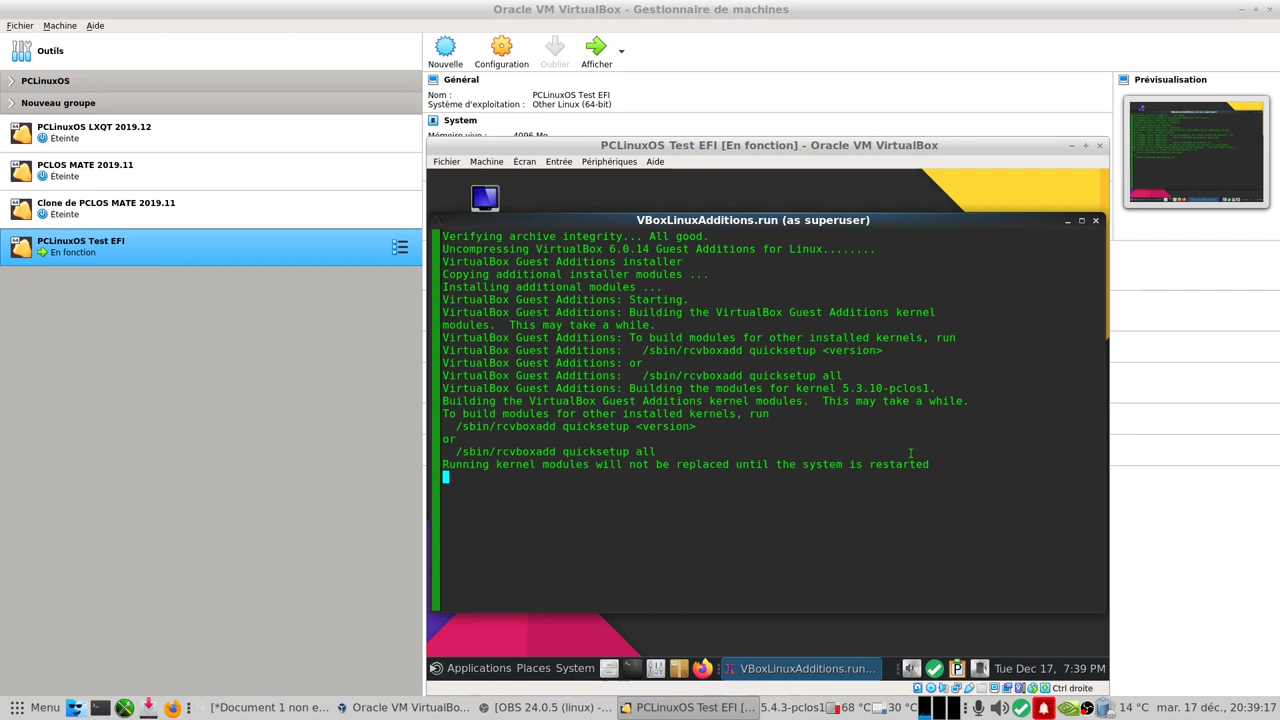 Oracle VM VirtualBox - Gestionnaire de machines
Fichier Machine Aide
Outils
PCLinuxOS
Nouveau groupe
PCLinuxOS LXQT 2019.12
Éteinte
PCLOS MATE 2019.11
Éteinte
Clone de PCLOS MATE 2019.11
Éteinte
PCLinuxOS Test EFI
En fonction
Nouvelle Configuration Oublier Afficher
Général
Nom : PCLinuxOS Test EFI
Système d'exploitation : Other Linux (64-bit)
System
Mémoire vive : 4096 Mo
Prévisualisation
PCLinuxOS Test EFI [En fonction] - Oracle VM VirtualBox
Fichier Machine Écran Entrée Périphériques Aide
VBoxLinuxAdditions.run (as superuser)
Verifying archive integrity... All good.
Uncompressing VirtualBox 6.0.14 Guest Additions for Linux........
VirtualBox Guest Additions installer
Copying additional installer modules ...
Installing additional modules ...
VirtualBox Guest Additions: Starting.
VirtualBox Guest Additions: Building the VirtualBox Guest Additions kernel
modules.  This may take a while.
VirtualBox Guest Additions: To build modules for other installed kernels, run
VirtualBox Guest Additions:   /sbin/rcvboxadd quicksetup <version>
VirtualBox Guest Additions: or
VirtualBox Guest Additions:   /sbin/rcvboxadd quicksetup all
VirtualBox Guest Additions: Building the modules for kernel 5.3.10-pclos1.
Building the VirtualBox Guest Additions kernel modules.  This may take a while.
To build modules for other installed kernels, run
  /sbin/rcvboxadd quicksetup <version>
or
  /sbin/rcvboxadd quicksetup all
Running kernel modules will not be replaced until the system is restarted
Applications Places System VBoxLinuxAdditions.run... Tue Dec 17, 7:39 PM
Ctrl droite
Menu [*Document 1 non e... Oracle VM VirtualBo... [OBS 24.0.5 (linux) -... PCLinuxOS Test EFI [... 5.4.3-pclos1 68 °C 30 °C 14 °C mar. 17 déc., 20:39:17